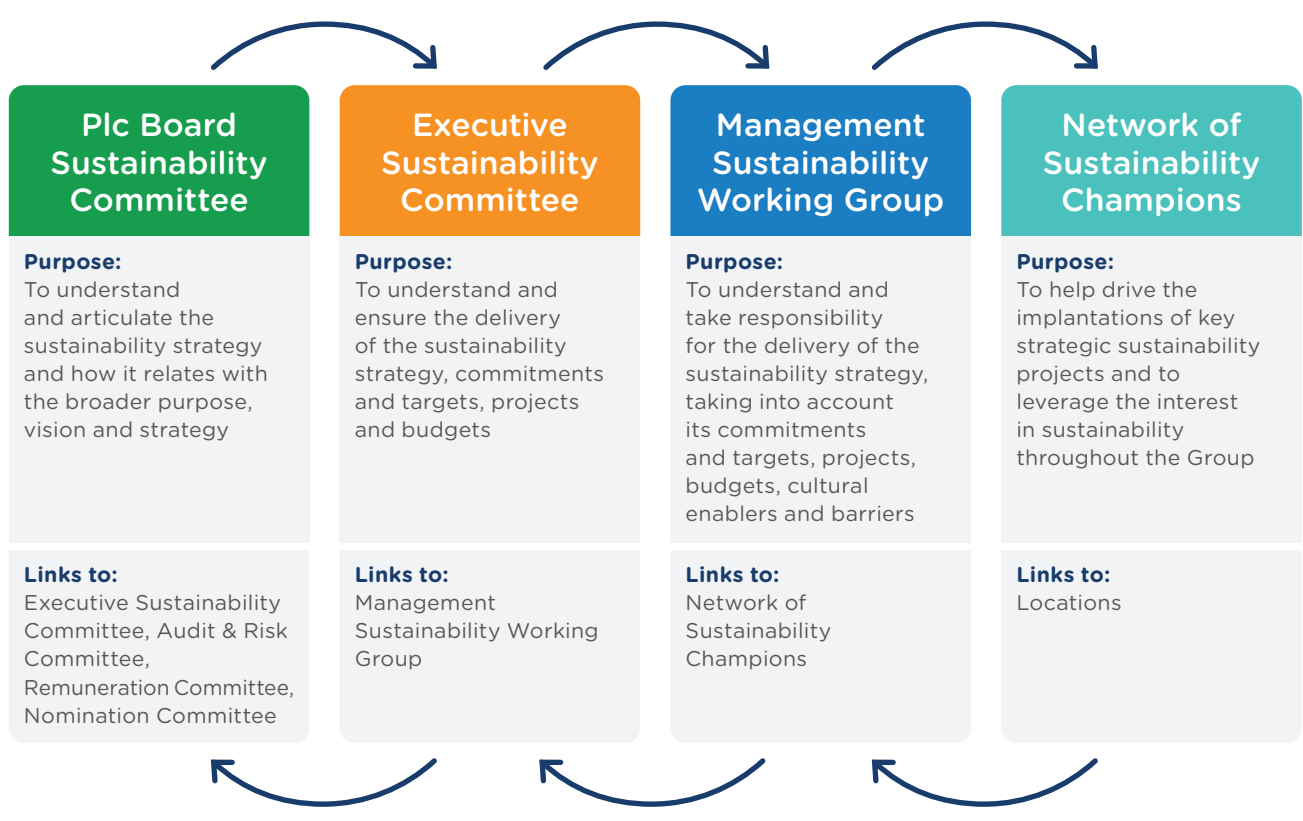 Plc Board
Sustainability
Committee
Purpose:
To understand
and articulate the
sustainability strategy
and how it relates with
the broader purpose,
vision and strategy
Links to:
Executive Sustainability
Committee, Audit & Risk
Committee,
Remuneration Committee,
Nomination Committee
Executive
Sustainability
Committee
Purpose:
To understand and
ensure the delivery
of the sustainability
strategy, commitments
and targets, projects
and budgets
Links to:
Management
Sustainability Working
Group
Management
Sustainability
Working Group
Purpose:
To understand and
take responsibility
for the delivery of the
sustainability strategy,
taking into account
its commitments
and targets, projects,
budgets, cultural
enablers and barriers
Links to:
Network of
Sustainability
Champions
Network of
Sustainability
Champions
Purpose:
To help drive the
implantations of key
strategic sustainability
projects and to
leverage the interest
in sustainability
throughout the Group
Links to:
Locations